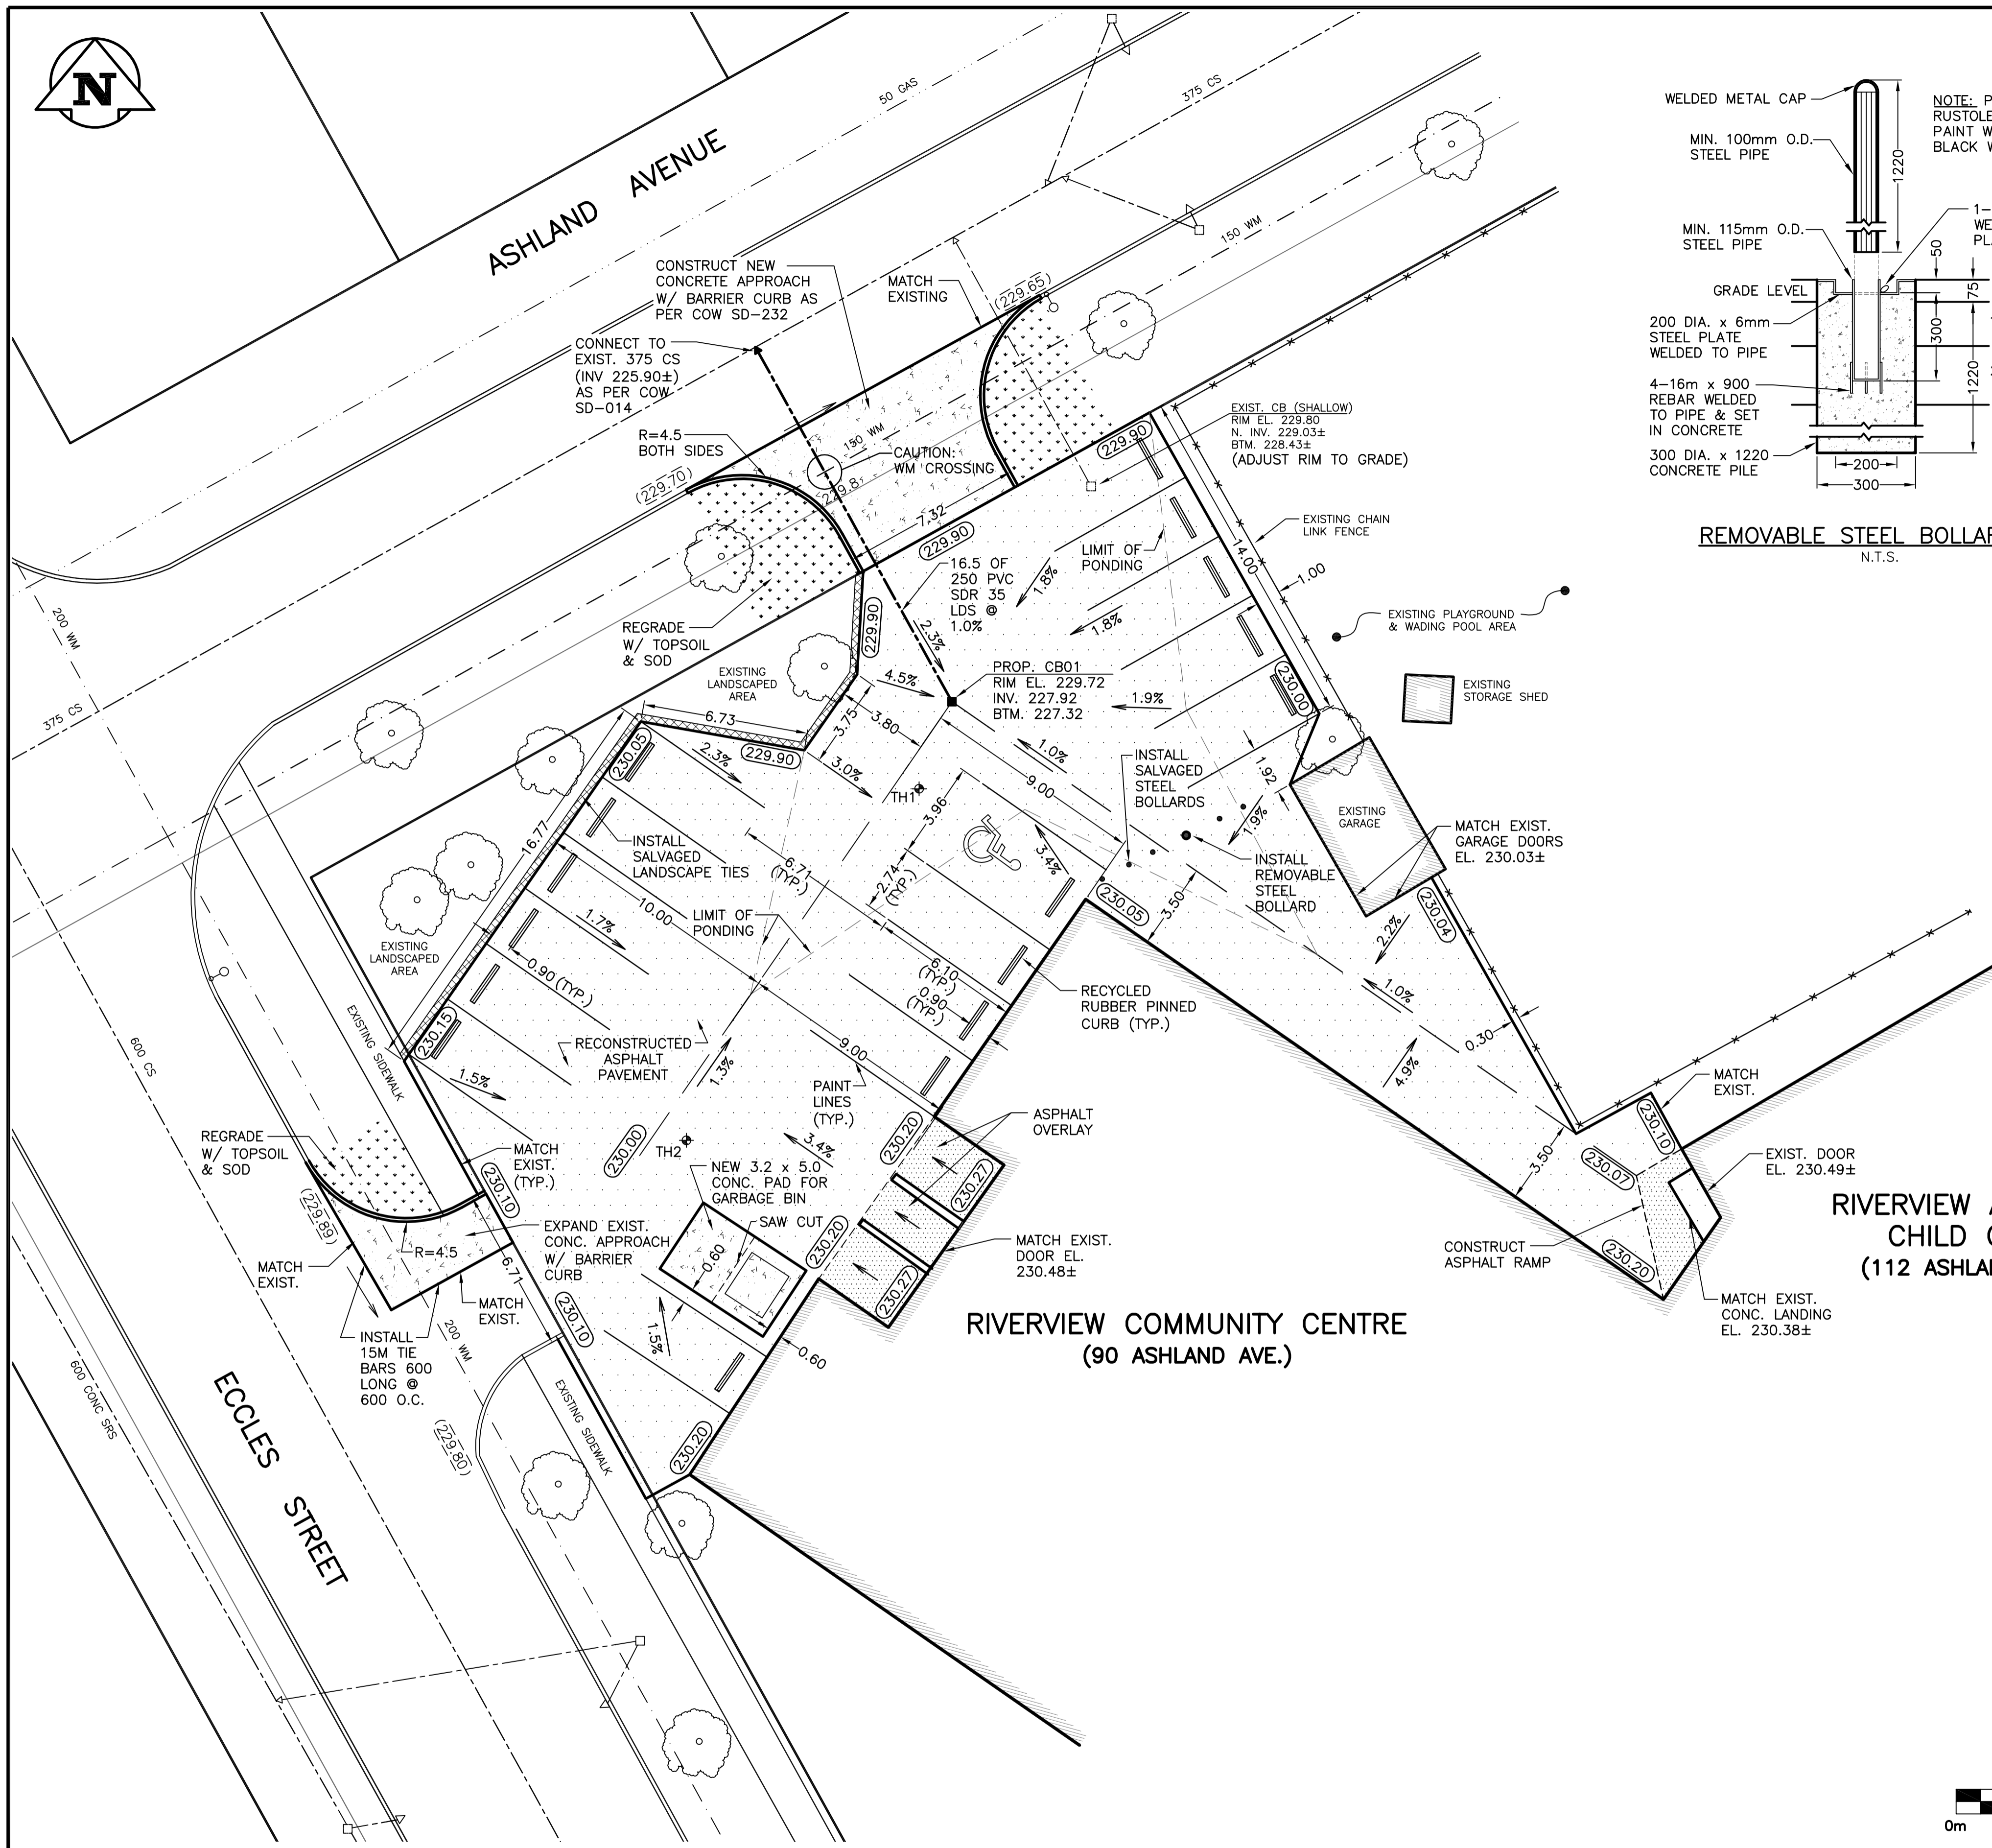 N
ASHLAND AVENUE
50 GAS
375 CS
150 WM
CONSTRUCT NEW
CONCRETE APPROACH
W/ BARRIER CURB AS
PER COW SD-232
MATCH
EXISTING
(229.65)
CONNECT TO
EXIST. 375 CS
(INV 225.90±)
AS PER COW
SD-014
R=4.5
BOTH SIDES
(229.70)
150 WM
CAUTION:
WM CROSSING
229.8
7.32
229.90
229.90
EXIST. CB (SHALLOW)
RIM EL. 229.80
N. INV. 229.03±
BTM. 228.43±
(ADJUST RIM TO GRADE)
EXISTING CHAIN
LINK FENCE
14.00
1.00
LIMIT OF
PONDING
1.8%
1.8%
16.5 OF
250 PVC
SDR 35
LDS @
1.0%
2.3%
229.90
REGRADE
W/ TOPSOIL
& SOD
EXISTING
LANDSCAPED
AREA
EXISTING PLAYGROUND
& WADING POOL AREA
EXISTING
STORAGE SHED
PROP. CB01
RIM EL. 229.72
INV. 227.92
BTM. 227.32
4.5%
1.9%
230.00
6.73
3.75
3.80
229.90
230.05
2.3%
3.0%
1.0%
9.00
TH1
INSTALL
SALVAGED
STEEL
BOLLARDS
1.92
1.9%
EXISTING
GARAGE
MATCH EXIST.
GARAGE DOORS
EL. 230.03±
INSTALL
REMOVABLE
STEEL
BOLLARD
16.77
INSTALL
SALVAGED
LANDSCAPE TIES
6.71
(TYP.)
3.96
2.74
(TYP.)
3.4%
230.05
3.50
230.04
2.2%
1.0%
10.00
LIMIT OF
PONDING
1.7%
0.90 (TYP.)
6.10
(TYP.)
0.90
(TYP.)
RECYCLED
RUBBER PINNED
CURB (TYP.)
EXISTING
LANDSCAPED
AREA
230.15
RECONSTRUCTED
ASPHALT
PAVEMENT
1.3%
9.00
PAINT
LINES
(TYP.)
1.5%
4.9%
0.30
MATCH
EXIST.
230.10
EXIST. DOOR
EL. 230.49±
230.07
3.50
230.20
CONSTRUCT
ASPHALT RAMP
MATCH EXIST.
CONC. LANDING
EL. 230.38±
RIVERVIEW
CHILD
(112
200 WM
375 CS
600 CS
EXISTING SIDEWALK
REGRADE
W/ TOPSOIL
& SOD
(229.89)
MATCH
EXIST.
(TYP.)
230.10
230.00
TH2
3.4%
230.20
ASPHALT
OVERLAY
230.27
NEW 3.2 x 5.0
CONC. PAD FOR
GARBAGE BIN
SAW CUT
0.60
230.20
230.27
MATCH EXIST.
DOOR EL.
230.48±
EXPAND EXIST.
CONC. APPROACH
W/ BARRIER
CURB
R=4.5
6.71
MATCH
EXIST.
MATCH
EXIST.
230.10
1.5%
0.60
INSTALL
15M TIE
BARS 600
LONG @
600 O.C.
200 WM
(229.80)
EXISTING SIDEWALK
230.20
600 CONC SRS
ECCLES STREET
RIVERVIEW COMMUNITY CENTRE
(90 ASHLAND AVE.)
WELDED METAL CAP
MIN. 100mm O.D.
STEEL PIPE
1220
NOTE:
PAINT
BLACK
MIN. 115mm O.D.
STEEL PIPE
50
75
GRADE LEVEL
200 DIA. x 6mm
STEEL PLATE
WELDED TO PIPE
300
4-16m x 900
REBAR WELDED
TO PIPE & SET
IN CONCRETE
1220
300 DIA. x 1220
CONCRETE PILE
200
300
REMOVABLE STEEL
N.T.S.
0m